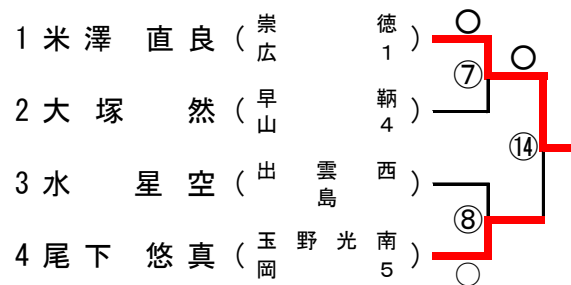 1 米澤 直良 (崇徳 広1) ○
⑦ ○
2 大塚 然 (早鞆 山4)
⑭
3 水 星空 (出雲西 島)
⑧
4 尾下 悠真 (玉野光南 岡5) ○